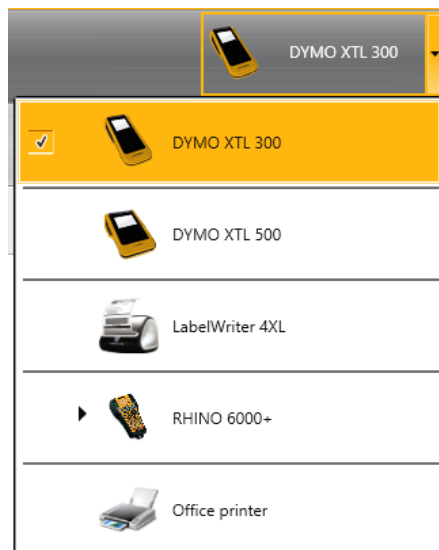 DYMO XTL 300
DYMO XTL 300
DYMO XTL 500
LabelWriter 4XL
RHINO 6000+
Office printer